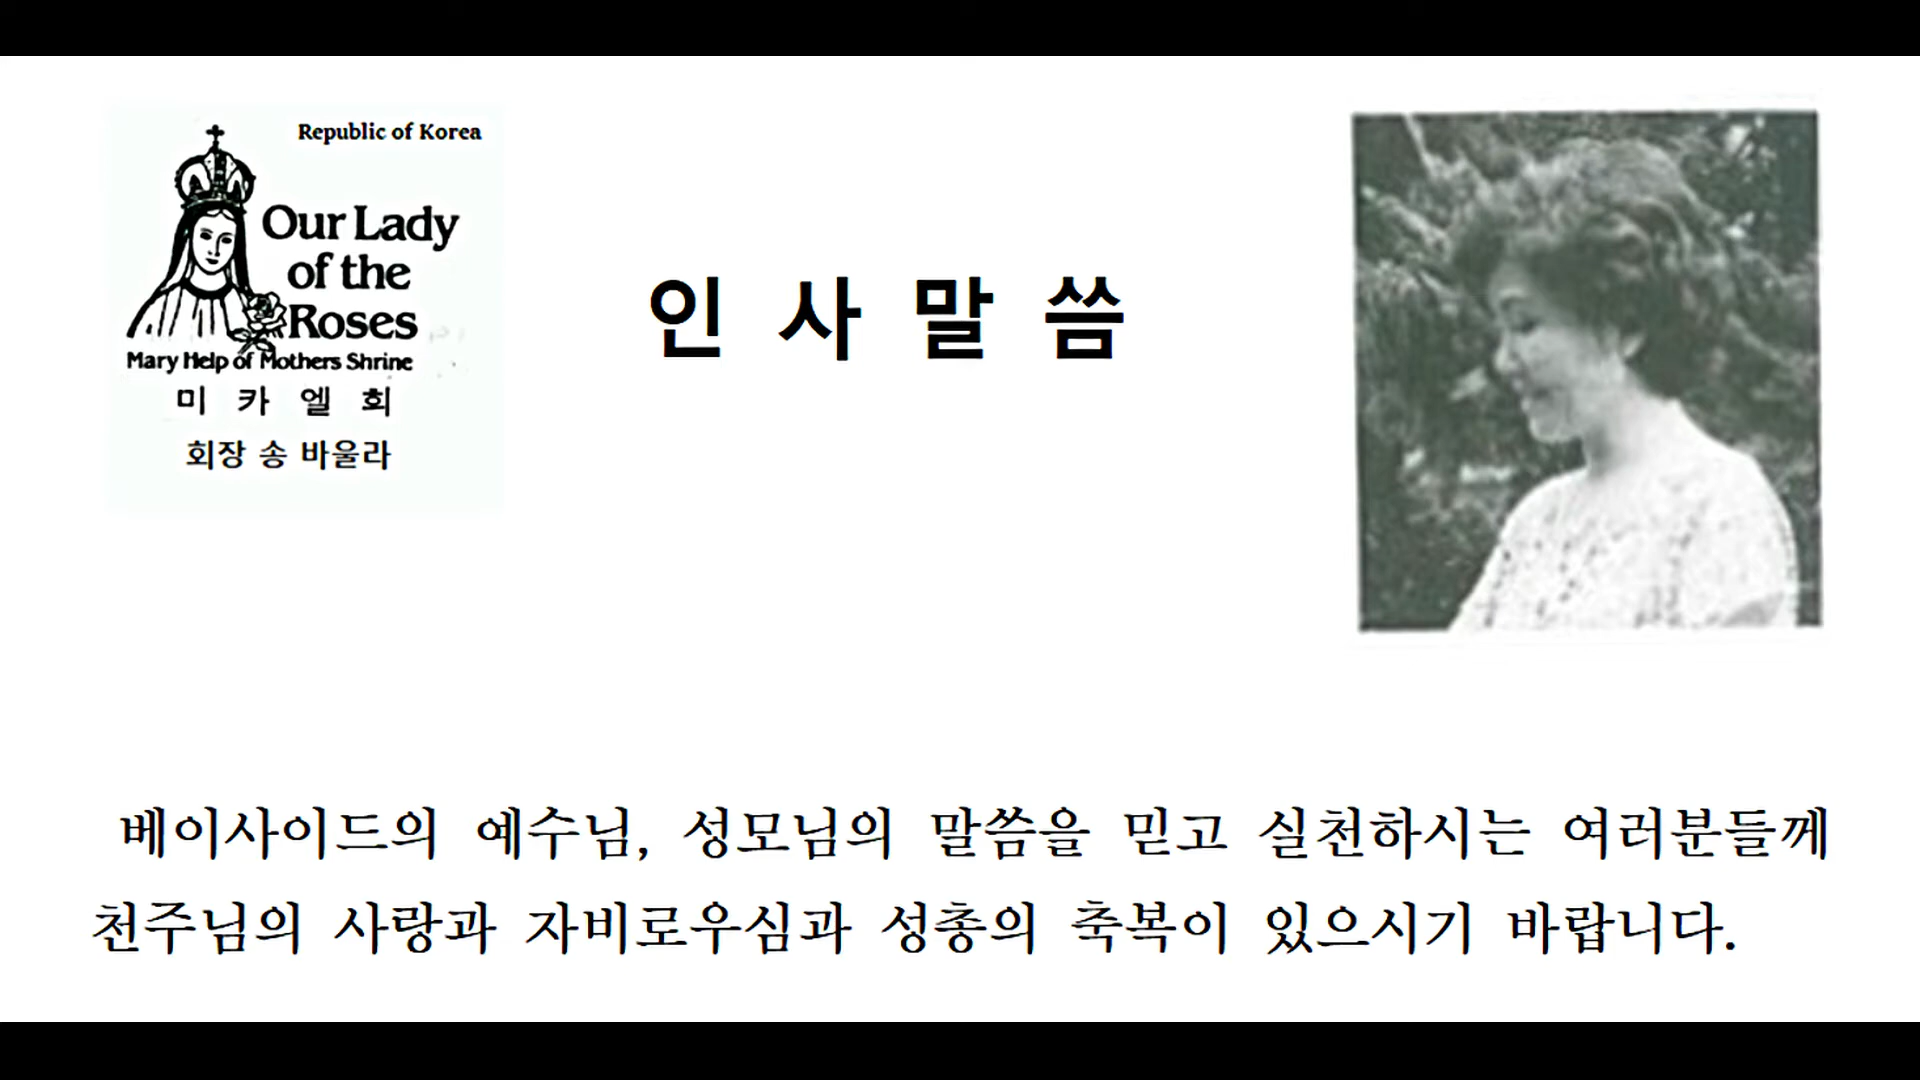 Republic of Korea
Our Lady
of the
Roses
Mary Help of Mothers Shrine
미 카 엘 회
회장 송 바울라
인 사 말 씀
베이사이드의 예수님, 성모님의 말씀을 믿고 실천하시는 여러분들께
천주님의 사랑과 자비로우심과 성총의 축복이 있으시기 바랍니다.